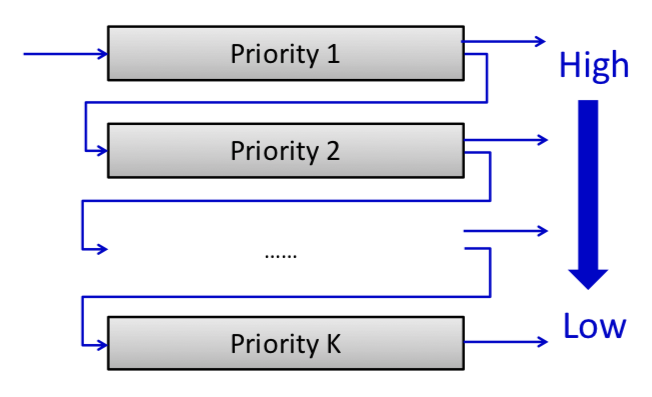 Priority 1
High
Priority 2
......
Low
Priority K